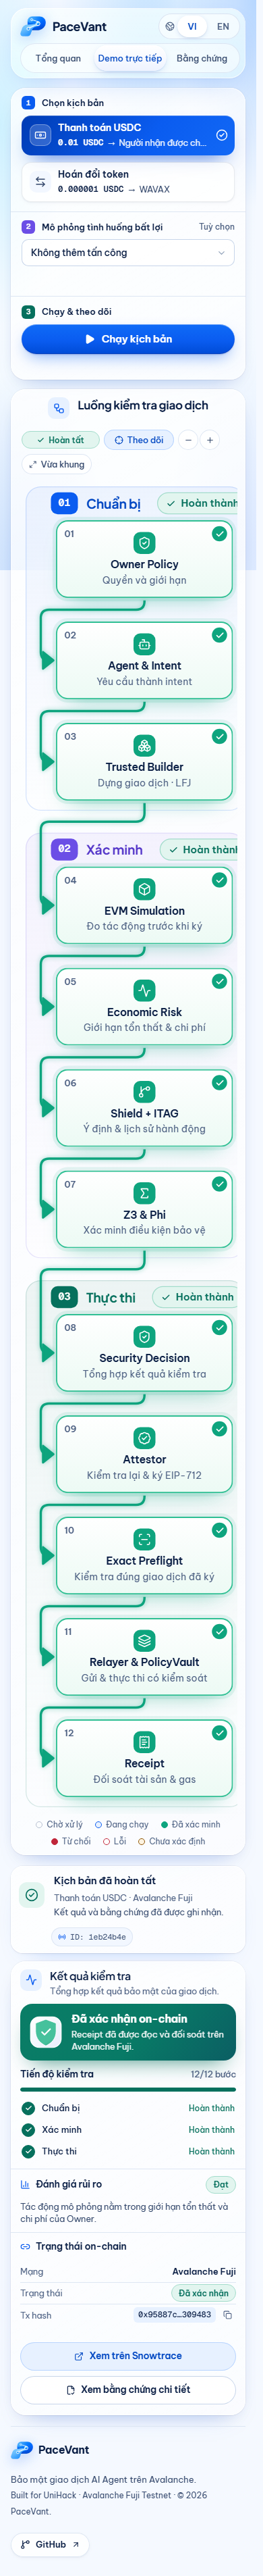 PaceVant
VI EN
Tổng quan Demo trực tiếp Bằng chứng
1 Chọn kịch bản
Thanh toán USDC
0.01 USDC → Người nhận được ch...
Hoán đổi token
0.000001 USDC → WAVAX
2 Mô phỏng tình huống bất lợi Tuỳ chọn
Không thêm tấn công
3 Chạy & theo dõi
Chạy kịch bản
Luồng kiểm tra giao dịch
Hoàn tất Theo dõi
Vừa khung
01 Chuẩn bị Hoàn thành
01
Owner Policy
Quyền và giới hạn
02
Agent & Intent
Yêu cầu thành intent
03
Trusted Builder
Dựng giao dịch · LFJ
02 Xác minh Hoàn thành
04
EVM Simulation
Đo tác động trước khi ký
05
Economic Risk
Giới hạn tổn thất & chi phí
06
Shield + ITAG
Ý định & lịch sử hành động
07
Z3 & Phi
Xác minh điều kiện bảo vệ
03 Thực thi Hoàn thành
08
Security Decision
Tổng hợp kết quả kiểm tra
09
Attestor
Kiểm tra lại & ký EIP-712
10
Exact Preflight
Kiểm tra đúng giao dịch đã ký
11
Relayer & PolicyVault
Gửi & thực thi có kiểm soát
12
Receipt
Đối soát tài sản & gas
Chờ xử lý Đang chạy Đã xác minh
Từ chối Lỗi Chưa xác định
Kịch bản đã hoàn tất
Thanh toán USDC · Avalanche Fuji
Kết quả và bằng chứng đã được ghi nhận.
ID: 1eb24b4e
Kết quả kiểm tra
Tổng hợp kết quả bảo mật của giao dịch.
Đã xác nhận on-chain
Receipt đã được đọc và đối soát trên
Avalanche Fuji.
Tiến độ kiểm tra 12/12 bước
Chuẩn bị Hoàn thành
Xác minh Hoàn thành
Thực thi Hoàn thành
Đánh giá rủi ro Đạt
Tác động mô phỏng nằm trong giới hạn tổn thất và
chi phí của Owner.
Trạng thái on-chain
Mạng Avalanche Fuji
Trạng thái Đã xác nhận
Tx hash 0x95887c…309483
Xem trên Snowtrace
Xem bằng chứng chi tiết
PaceVant
Bảo mật giao dịch AI Agent trên Avalanche.
Built for UniHack · Avalanche Fuji Testnet · © 2026
PaceVant.
GitHub